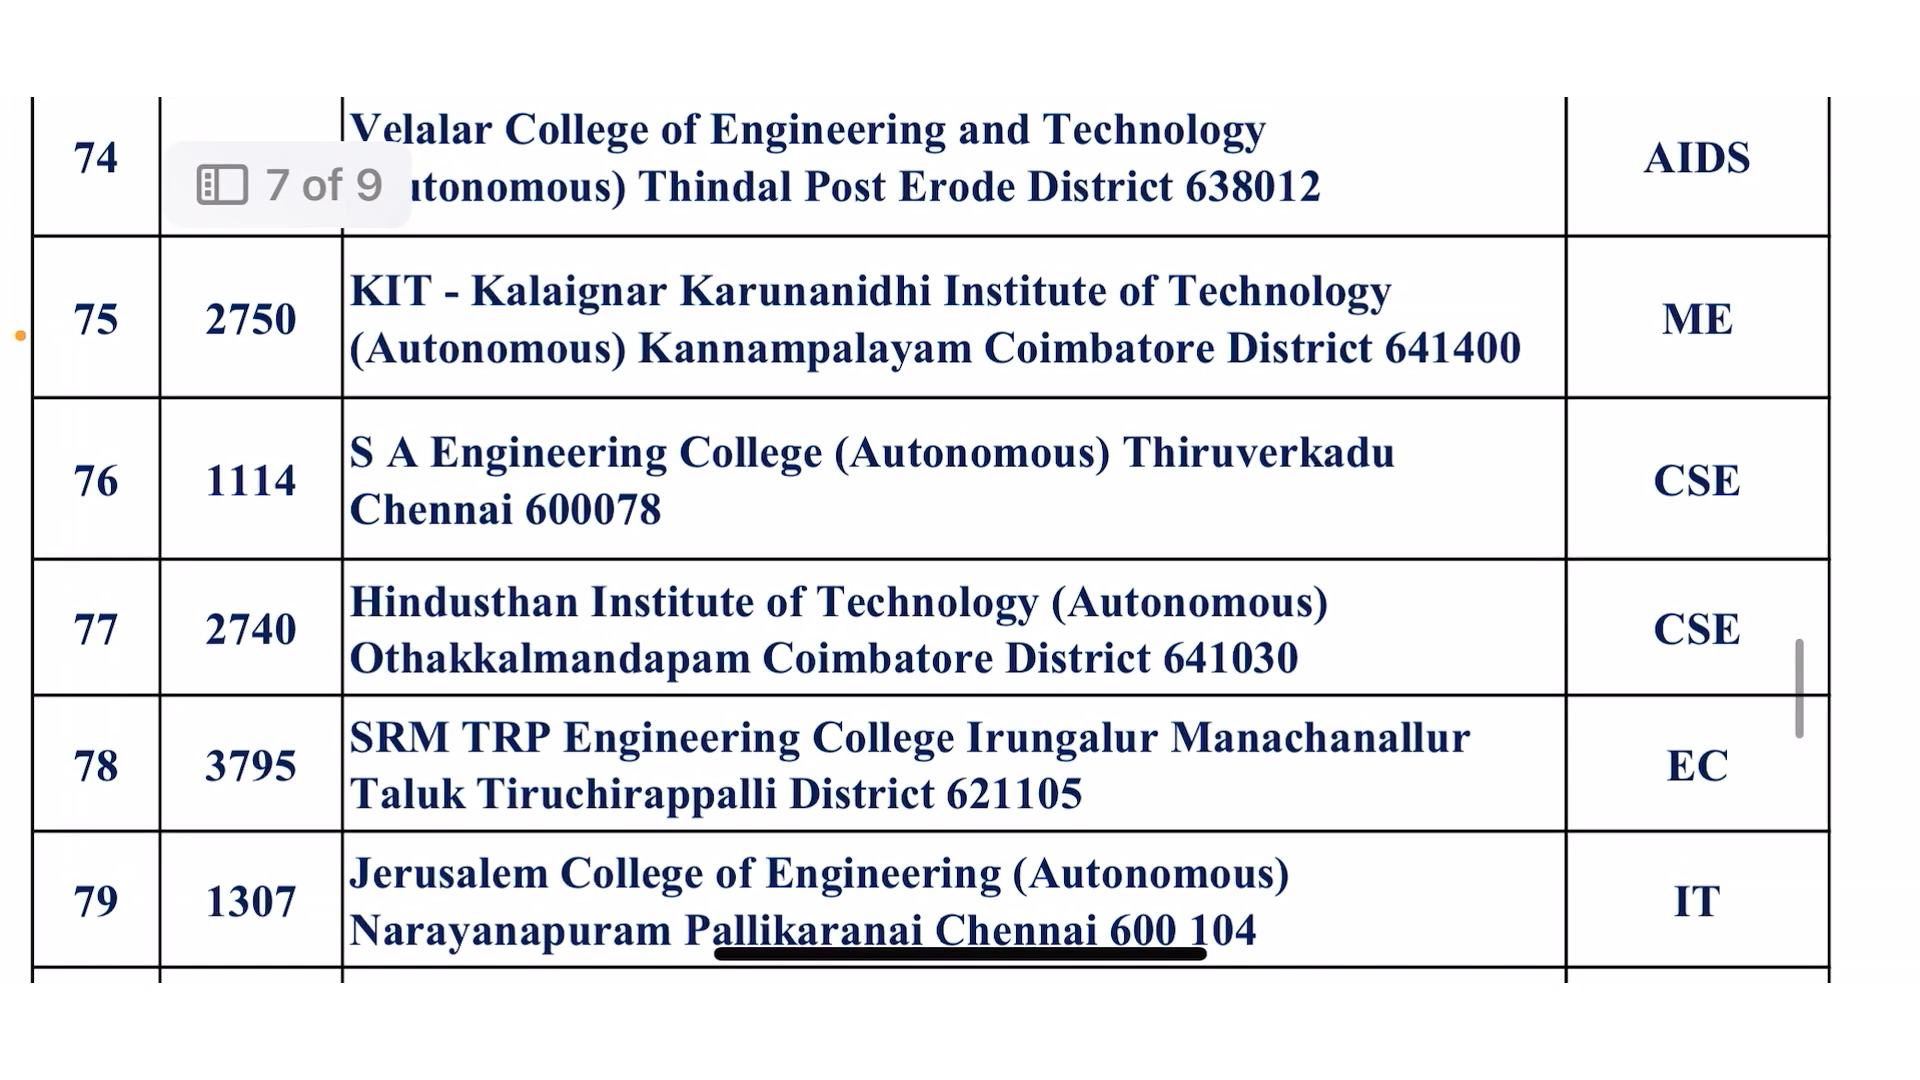 74
Velalar College of Engineering and Technology
utonomous) Thindal Post Erode District 638012
AIDS
7 of 9
75
2750
KIT - Kalaignar Karunanidhi Institute of Technology
(Autonomous) Kannampalayam Coimbatore District 641400
ME
76
1114
S A Engineering College (Autonomous) Thiruverkadu
Chennai 600078
CSE
77
2740
Hindusthan Institute of Technology (Autonomous)
Othakkalmandapam Coimbatore District 641030
CSE
78
3795
SRM TRP Engineering College Irungalur Manachanallur
Taluk Tiruchirappalli District 621105
EC
79
1307
Jerusalem College of Engineering (Autonomous)
Narayanapuram Pallikaranai Chennai 600 104
IT